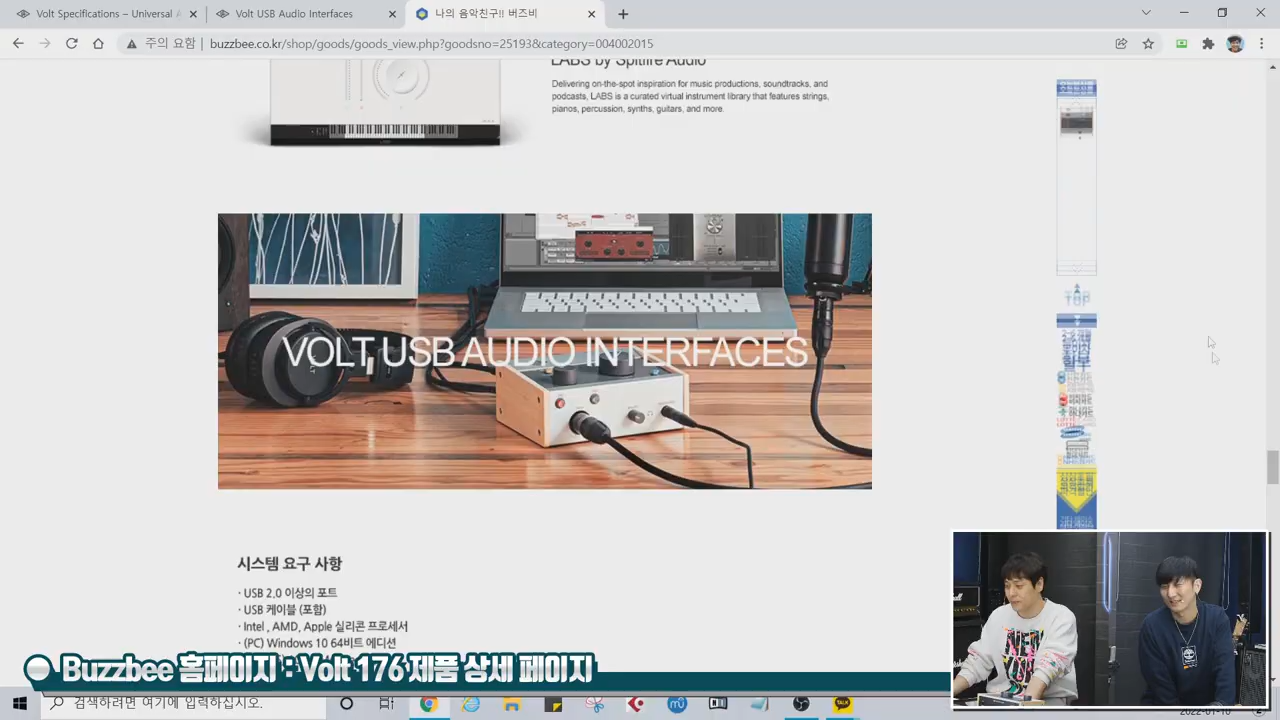 Volt Specifications – Universal A
Volt USB Audio Interfaces
나의 음악친구!! 버즈비
주의 요함
buzzbee.co.kr/shop/goods/goods_view.php?goodsno=25193&category=004002015
LABS by Spitfire Audio
Delivering on-the-spot inspiration for music productions, soundtracks, and
podcasts, LABS is a curated virtual instrument library that features strings,
pianos, percussion, synths, guitars, and more.
TOP
VOLT USB AUDIO INTERFACES
시스템 요구 사항
· USB 2.0 이상의 포트
· USB 케이블 (포함)
· Intel , AMD, Apple 실리콘 프로세서
· (PC) Windows 10 64비트 에디션
Buzzbee 홈페이지 : Volt 176 제품 상세 페이지
검색하려면 여기에 입력하십시오.
TALK